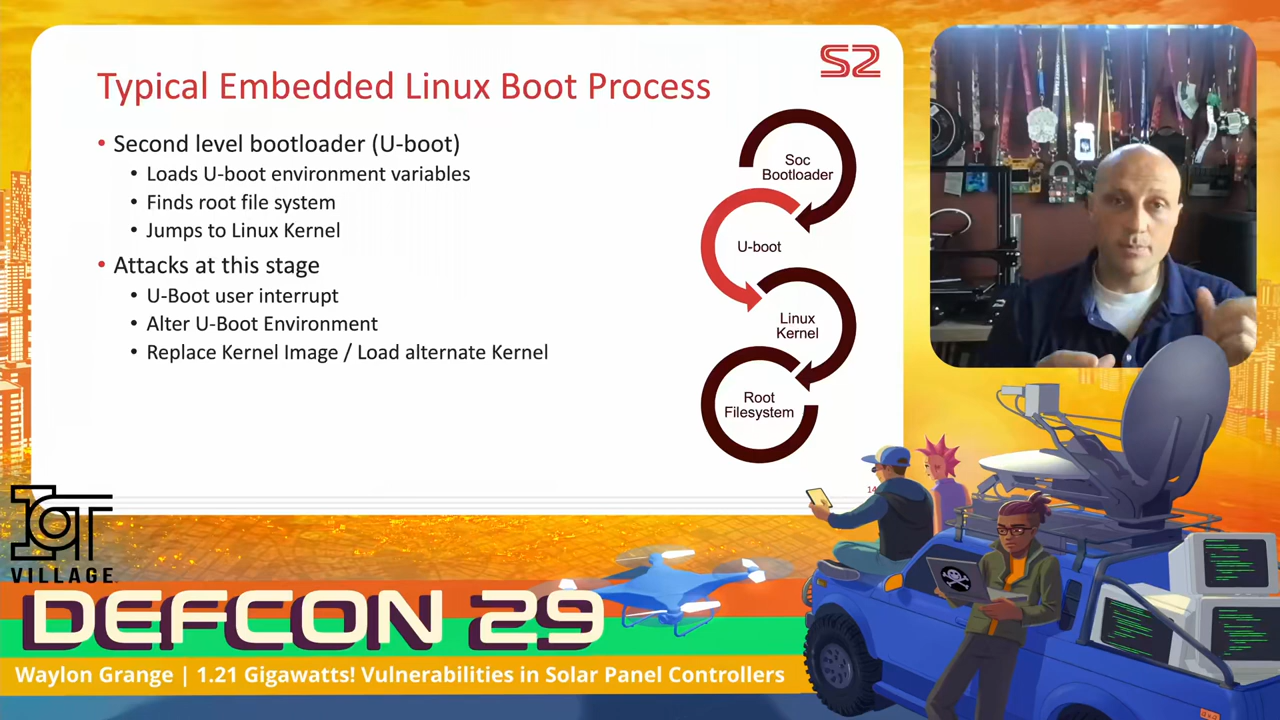 S2
Typical Embedded Linux Boot Process
• Second level bootloader (U-boot)
• Loads U-boot environment variables
• Finds root file system
• Jumps to Linux Kernel
• Attacks at this stage
• U-Boot user interrupt
• Alter U-Boot Environment
• Replace Kernel Image / Load alternate Kernel
Soc
Bootloader
U-boot
Linux
Kernel
Root
Filesystem
14
IOT
VILLAGE
DEFCON 29
Waylon Grange | 1.21 Gigawatts! Vulnerabilities in Solar Panel Controllers